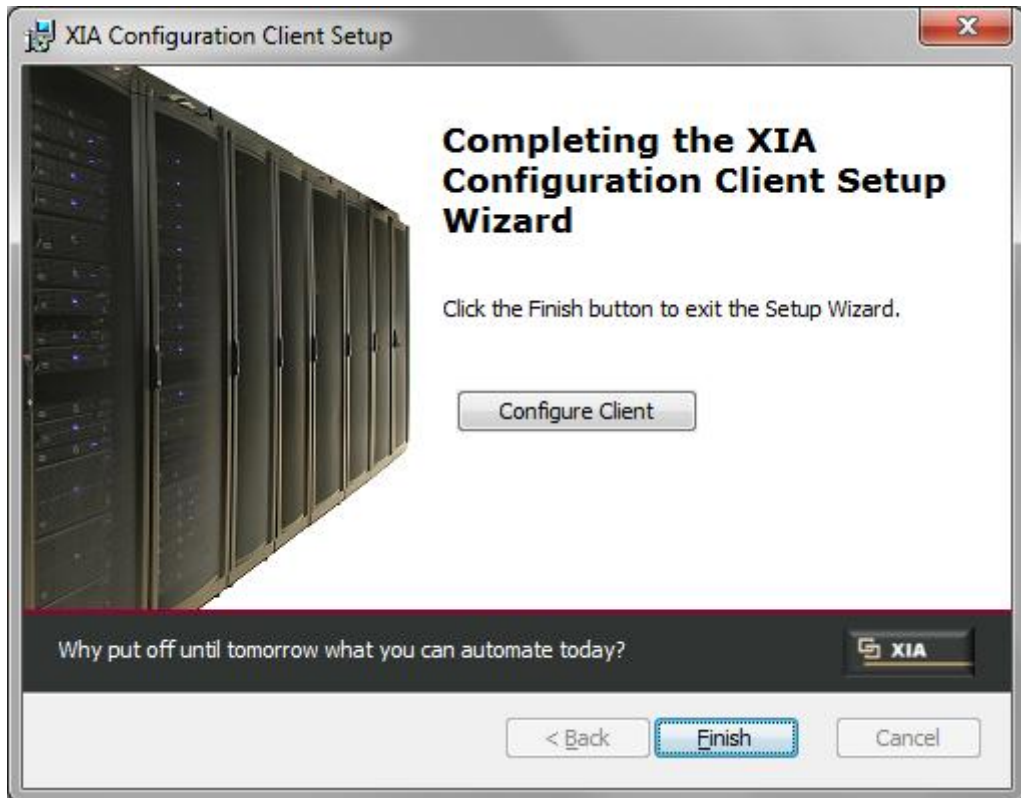 XIA Configuration Client Setup
Completing the XIA
Configuration Client Setup
Wizard
Click the Finish button to exit the Setup Wizard.
Configure Client
Why put off until tomorrow what you can automate today?
XIA
< Back
Finish
Cancel